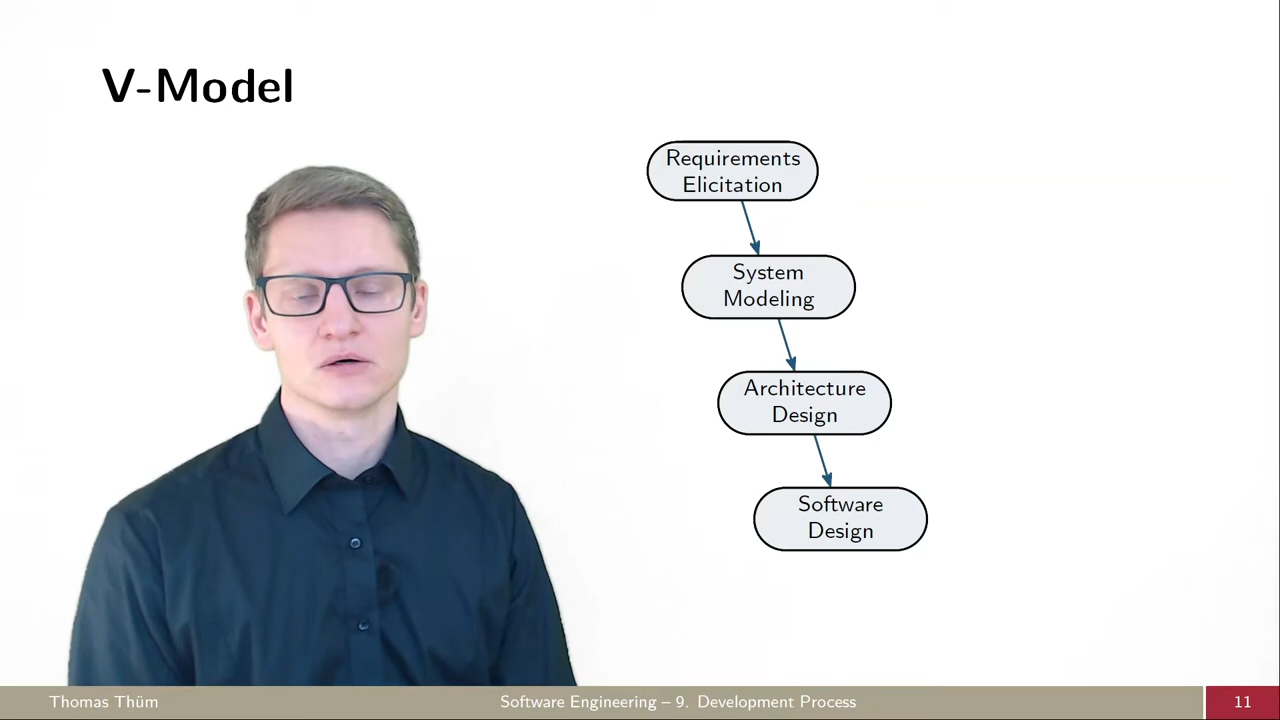 V-Model
Requirements
Elicitation
System
Modeling
Architecture
Design
Software
Design
Thomas Thüm
Software Engineering – 9. Development Process
11